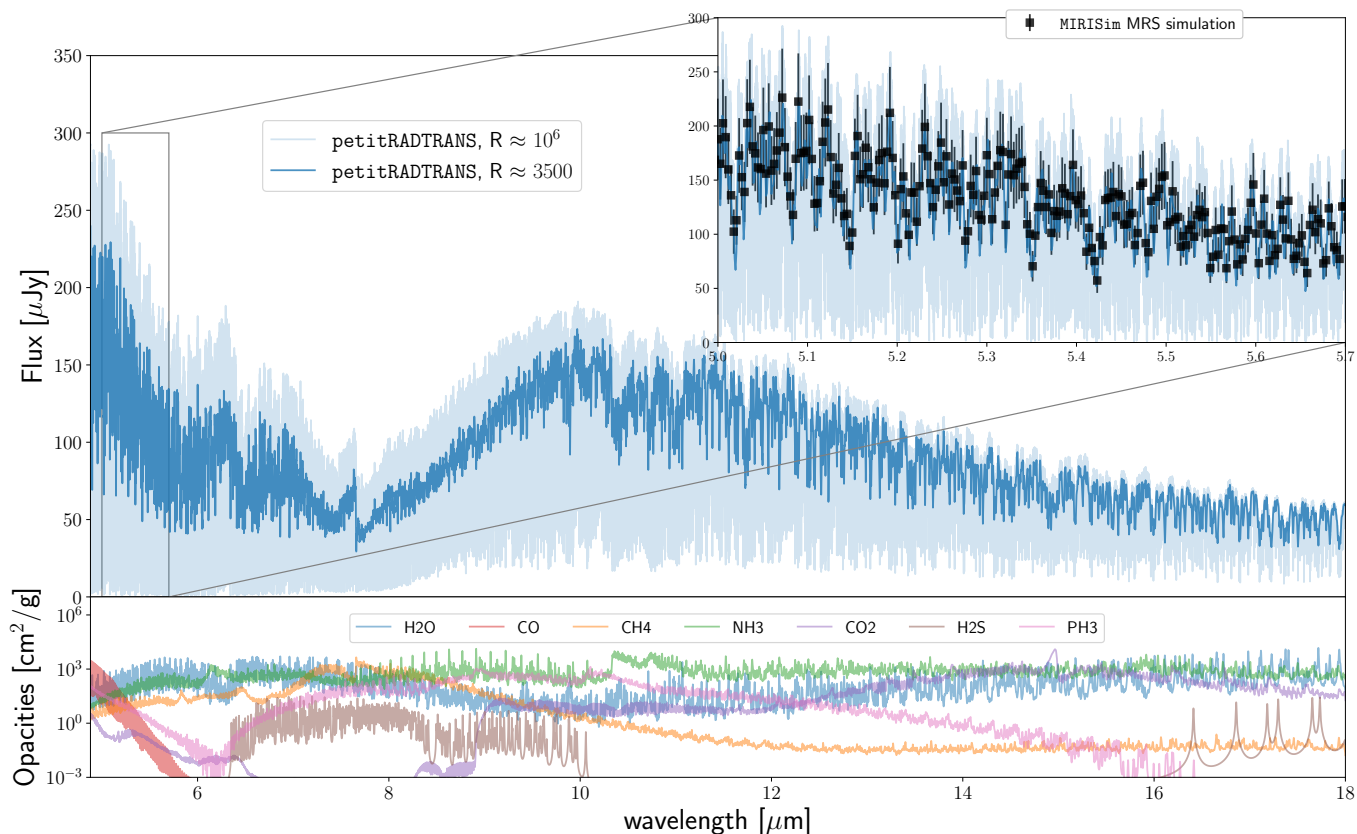 300
MIRISim MRS simulation
250
200
150
100
50
0
5.0 5.1 5.2 5.3 5.4 5.5 5.6 5.7
350
300
250
200
150
100
50
0
Flux [μJy]
petitRADTRANS, R ≈ 10⁶
petitRADTRANS, R ≈ 3500
Opacities [cm²/g]
10⁶
10³
10⁰
10⁻³
H2O CO CH4 NH3 CO2 H2S PH3
6 8 10 12 14 16 18
wavelength [μm]